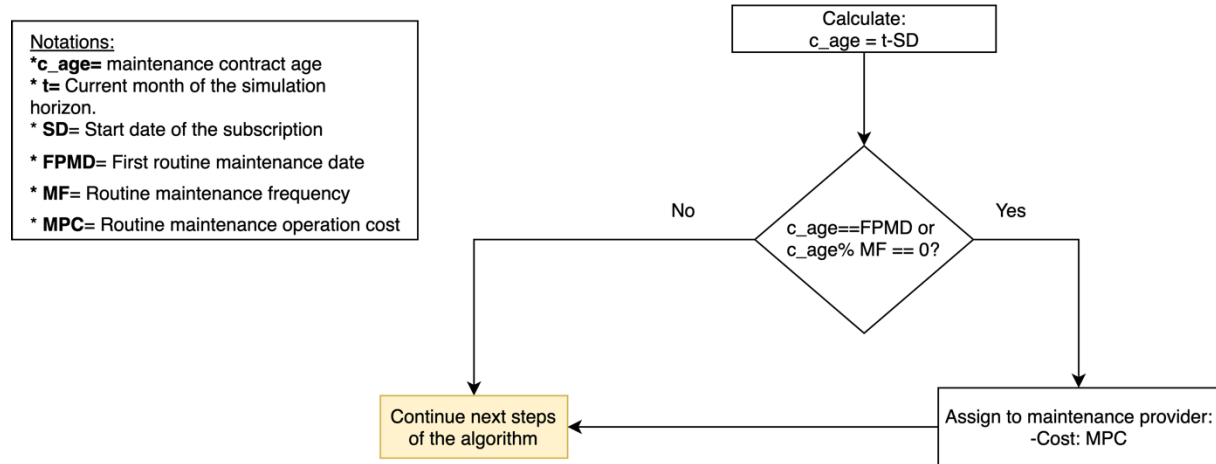 Notations:
*c_age= maintenance contract age
* t= Current month of the simulation
horizon.
* SD= Start date of the subscription
* FPMD= First routine maintenance date
* MF= Routine maintenance frequency
* MPC= Routine maintenance operation cost
Calculate:
c_age = t-SD
No
Yes
c_age==FPMD or
c_age% MF == 0?
Continue next steps
of the algorithm
Assign to maintenance provider:
-Cost: MPC